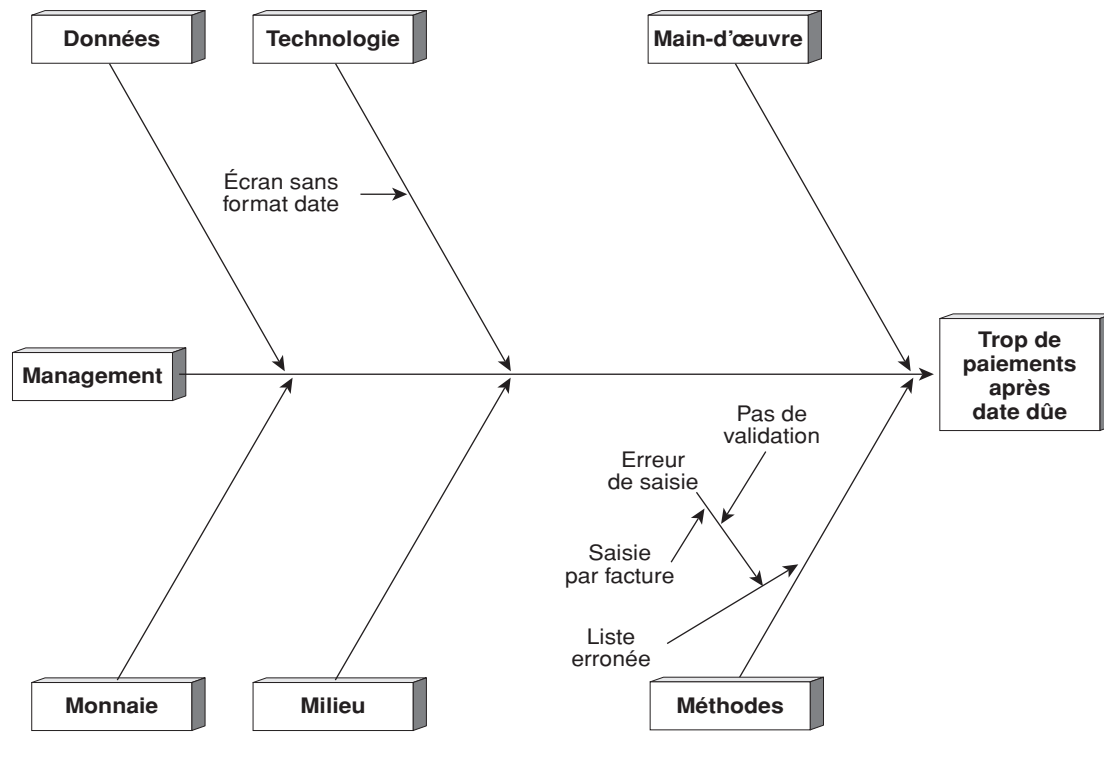 Données
Technologie
Main-d'œuvre
Écran sans
format date
Management
Trop de
paiements
après
date dûe
Pas de
validation
Erreur
de saisie
Saisie
par facture
Liste
erronée
Monnaie
Milieu
Méthodes